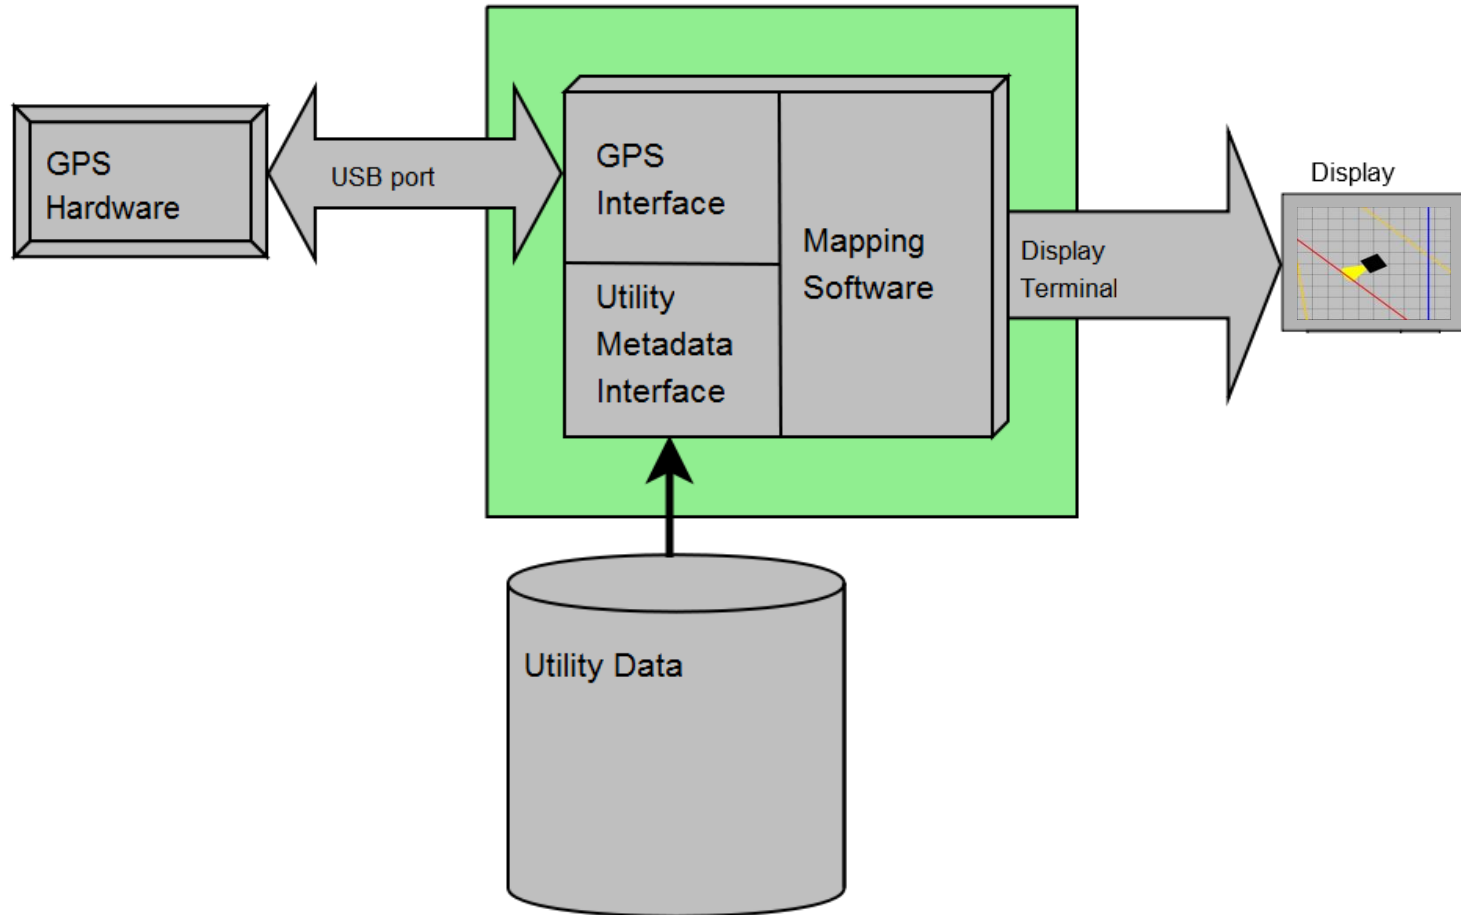 GPS
Hardware
USB port
GPS
Interface
Utility
Metadata
Interface
Mapping
Software
Display
Terminal
Display
Utility Data